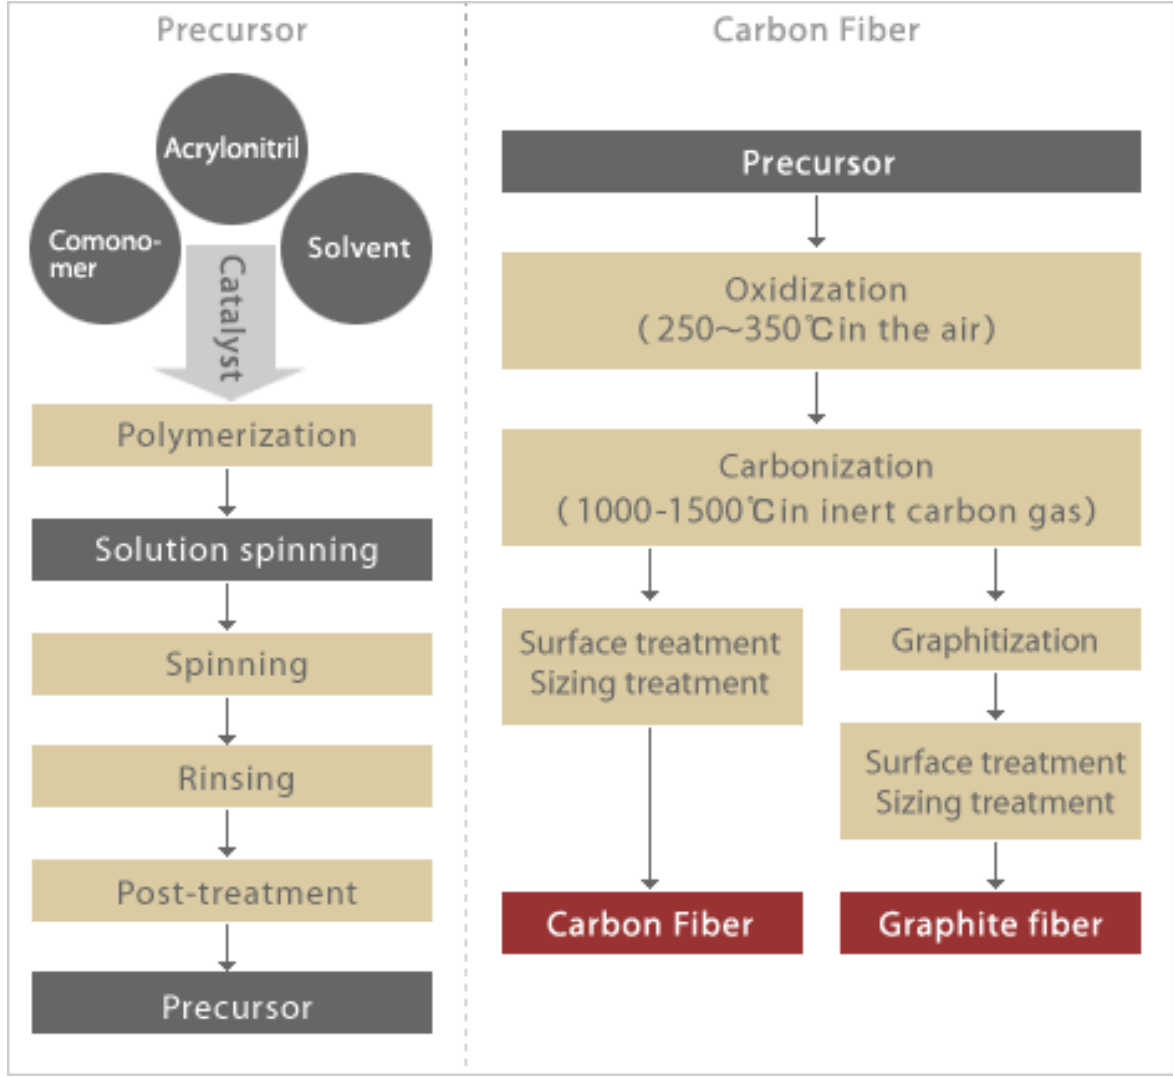 Precursor
Acrylonitril
Comono-
mer
Solvent
Catalyst
Polymerization
Solution spinning
Spinning
Rinsing
Post-treatment
Precursor
Carbon Fiber
Precursor
Oxidization
(250～350℃in the air)
Carbonization
(1000-1500℃in inert carbon gas)
Surface treatment
Sizing treatment
Carbon Fiber
Graphitization
Surface treatment
Sizing treatment
Graphite fiber